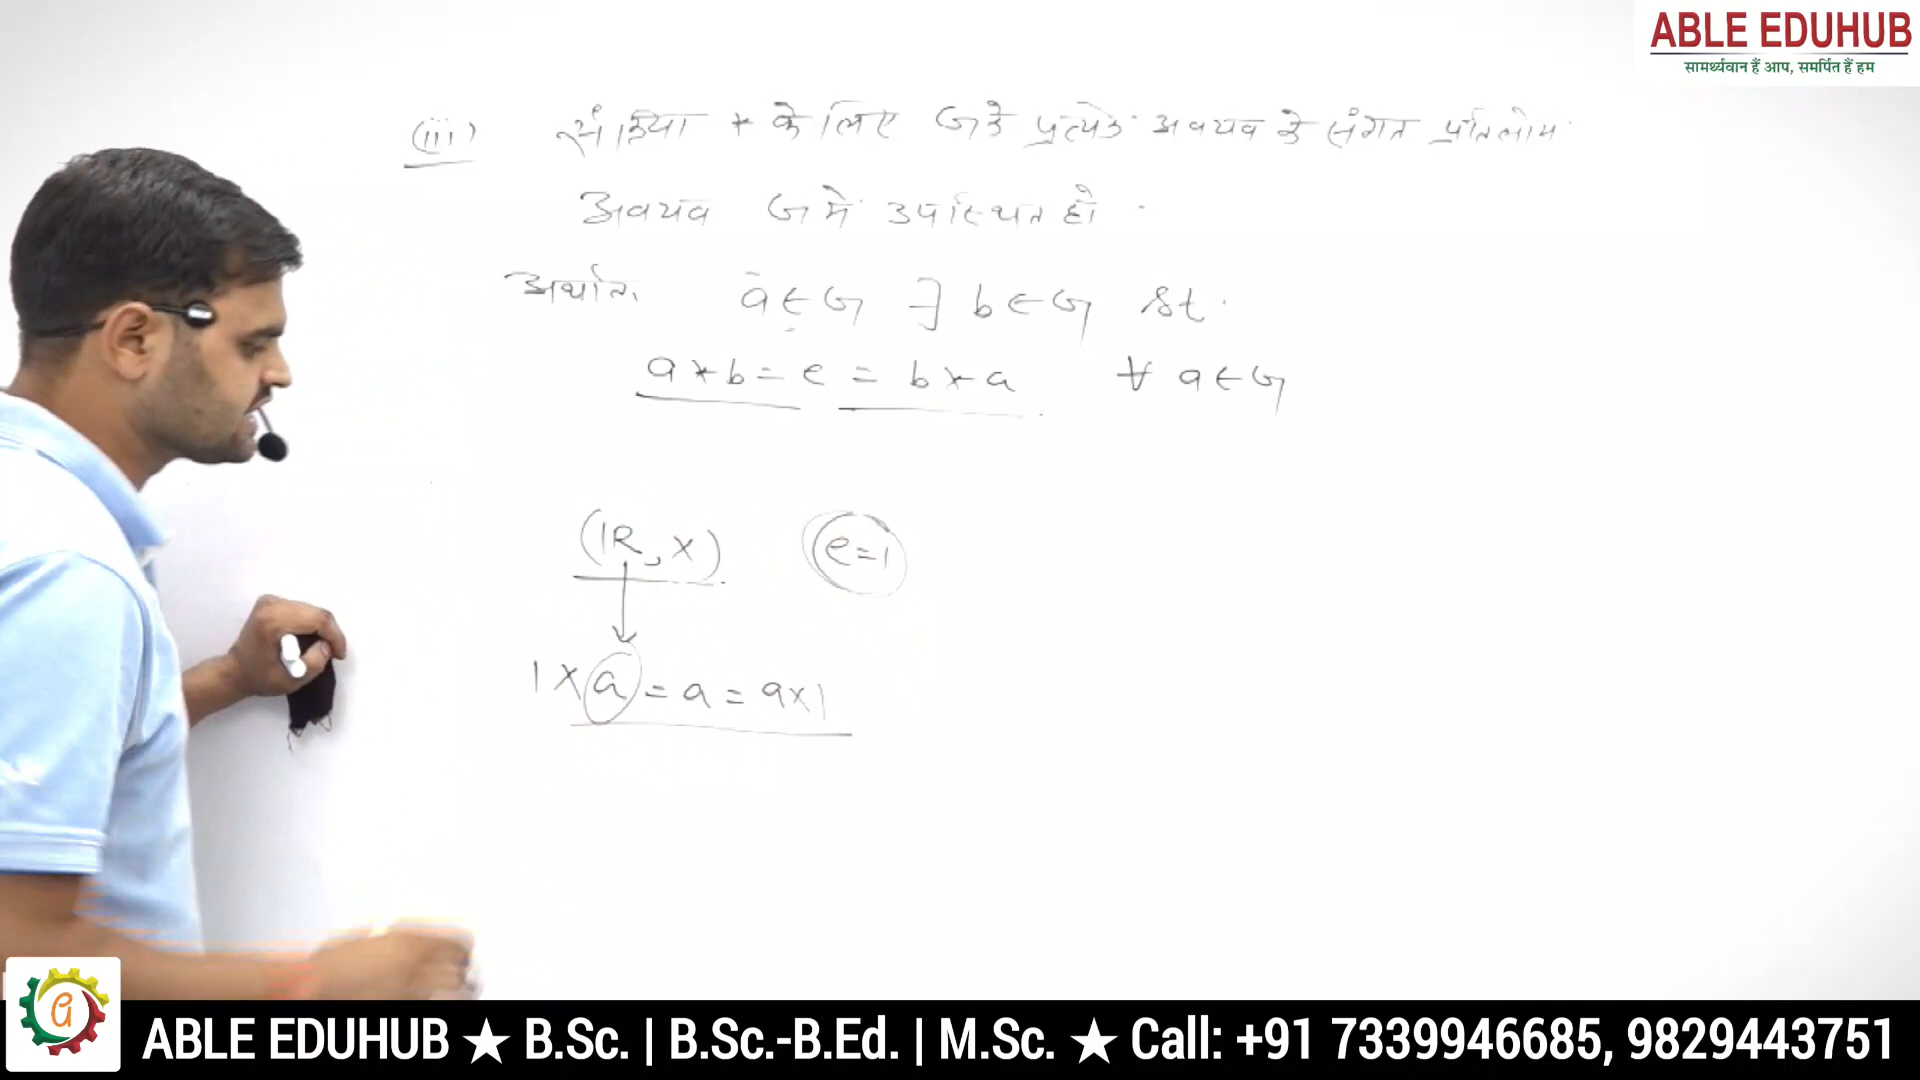 ABLE EDUHUB
सामर्थ्यवान हैं आप, समर्पित हैं हम
(iii) संक्रिया * के लिए G के प्रत्येक अवयव के संगत प्रतिलोम
अवयव G में उपस्थित हो .
अर्थात a ∈ G ∃ b ∈ G st.
a * b = e = b * a ∀ a ∈ G
(IR, ×) e = 1
1 × a = a = a × 1
ABLE EDUHUB ★ B.Sc. | B.Sc.-B.Ed. | M.Sc. ★ Call: +91 7339946685, 9829443751